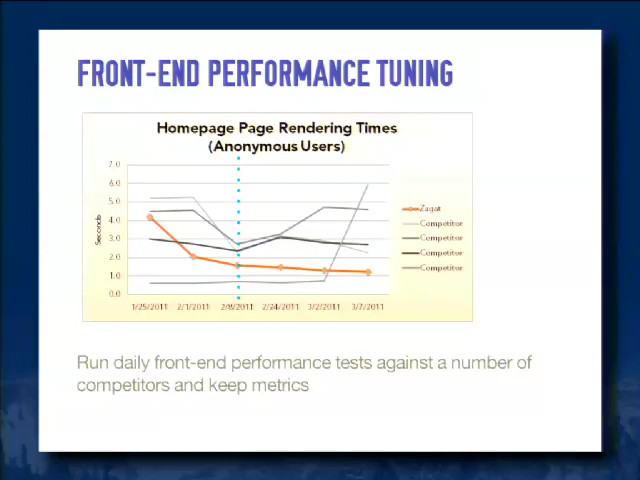 FRONT-END PERFORMANCE TUNING
Homepage Page Rendering Times
(Anonymous Users)
7.0
6.0
5.0
4.0
3.0
2.0
1.0
0.0
Seconds
1/25/2011 2/1/2011 2/8/2011 2/24/2011 3/2/2011 3/7/2011
Zagat
Competitor
Competitor
Competitor
Competitor
Run daily front-end performance tests against a number of
competitors and keep metrics